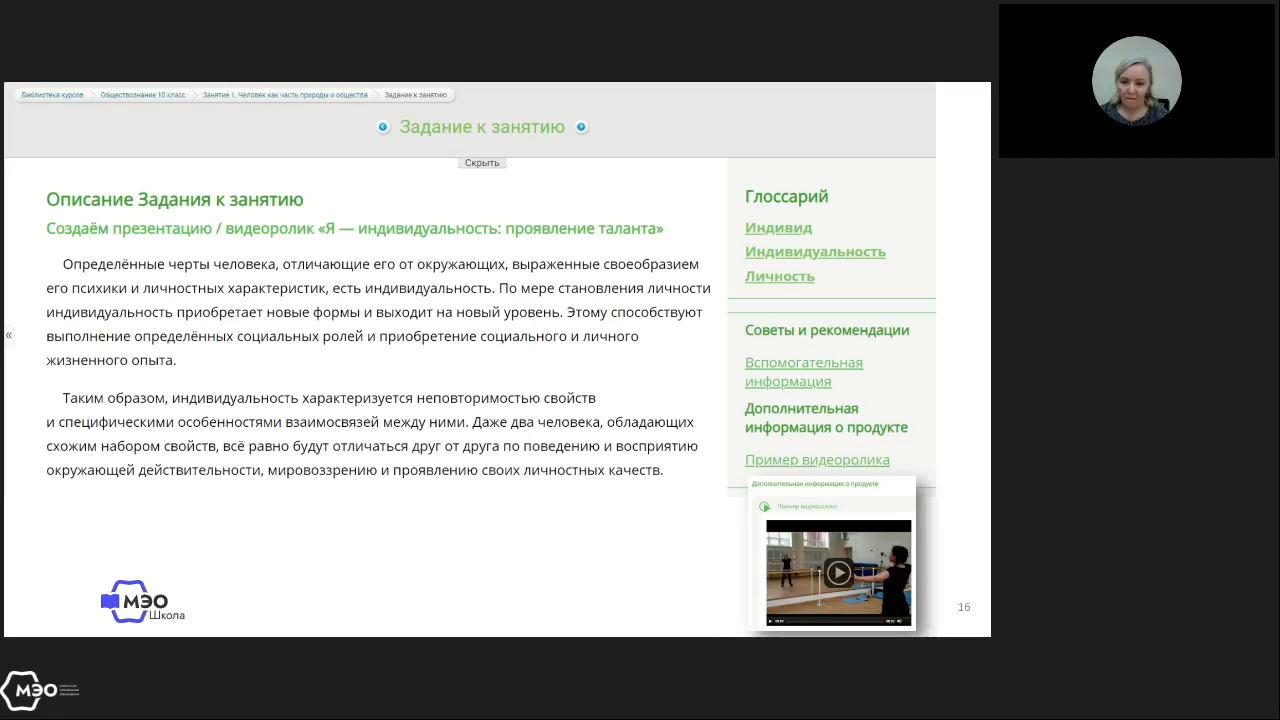 Библиотека курсов
Обществознание 10 класс
Занятие 1. Человек как часть природы и общества
Задание к занятию
Задание к занятию
Скрыть
Описание Задания к занятию
Создаём презентацию / видеоролик «Я — индивидуальность: проявление таланта»
Определённые черты человека, отличающие его от окружающих, выраженные своеобразием
его психики и личностных характеристик, есть индивидуальность. По мере становления личности
индивидуальность приобретает новые формы и выходит на новый уровень. Этому способствуют
выполнение определённых социальных ролей и приобретение социального и личного
жизненного опыта.
Таким образом, индивидуальность характеризуется неповторимостью свойств
и специфическими особенностями взаимосвязей между ними. Даже два человека, обладающих
схожим набором свойств, всё равно будут отличаться друг от друга по поведению и восприятию
окружающей действительности, мировоззрению и проявлению своих личностных качеств.
«
Глоссарий
Индивид
Индивидуальность
Личность
Советы и рекомендации
Вспомогательная
информация
Дополнительная
информация о продукте
Пример видеоролика
Дополнительная информация о продукте
Пример видеоролика
00:00
00:30
МЭО
Школа
16
МЭО